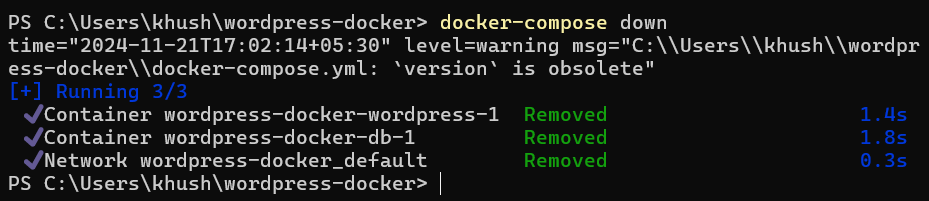 PS C:\Users\khush\wordpress-docker> docker-compose down
time="2024-11-21T17:02:14+05:30" level=warning msg="C:\\Users\\khush\\wordpr
ess-docker\\docker-compose.yml: `version` is obsolete"
[+] Running 3/3
✔Container wordpress-docker-wordpress-1 Removed 1.4s
✔Container wordpress-docker-db-1 Removed 1.8s
✔Network wordpress-docker_default Removed 0.3s
PS C:\Users\khush\wordpress-docker>